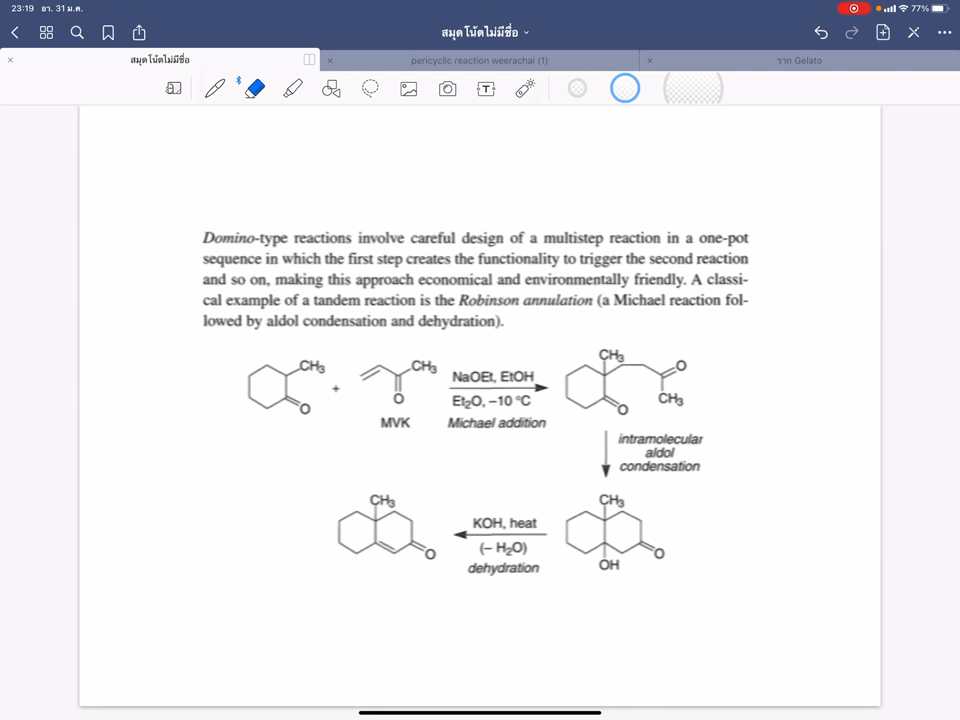 23:19 อา. 31 ม.ค.
77%
สมุดโน้ตไม่มีชื่อ
สมุดโน้ตไม่มีชื่อ
pericyclic reaction weerachai (1)
ราก Gelato
Domino-type reactions involve careful design of a multistep reaction in a one-pot
sequence in which the first step creates the functionality to trigger the second reaction
and so on, making this approach economical and environmentally friendly. A classi-
cal example of a tandem reaction is the Robinson annulation (a Michael reaction fol-
lowed by aldol condensation and dehydration).
CH3
O
+
CH3
O
MVK
NaOEt, EtOH
Et2O, –10 °C
Michael addition
CH3
O
O
CH3
intramolecular
aldol
condensation
CH3
O
KOH, heat
(– H2O)
dehydration
CH3
O
OH